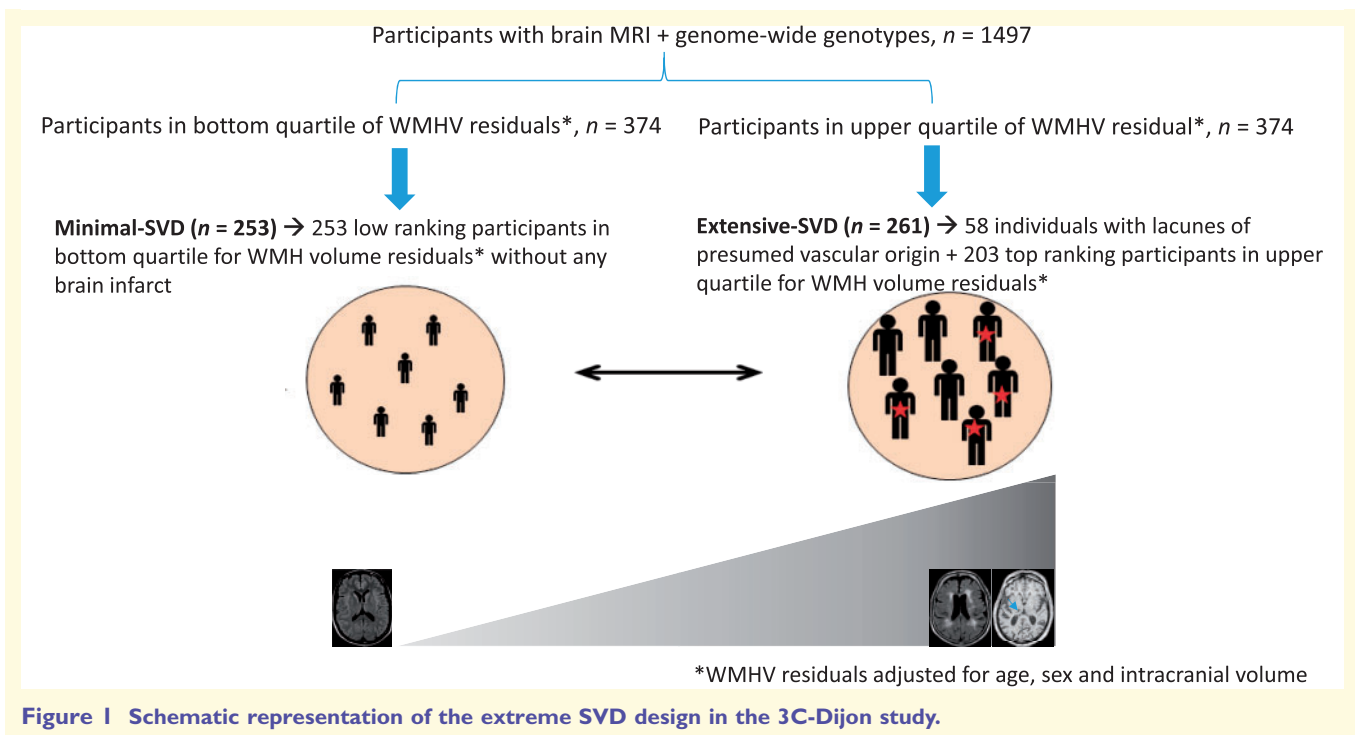 Participants with brain MRI + genome-wide genotypes, n = 1497
Participants in bottom quartile of WMHV residuals*, n = 374
Participants in upper quartile of WMHV residual*, n = 374
Minimal-SVD (n = 253) → 253 low ranking participants in
bottom quartile for WMH volume residuals* without any
brain infarct
Extensive-SVD (n = 261) → 58 individuals with lacunes of
presumed vascular origin + 203 top ranking participants in upper
quartile for WMH volume residuals*
*WMHV residuals adjusted for age, sex and intracranial volume
Figure 1 Schematic representation of the extreme SVD design in the 3C-Dijon study.